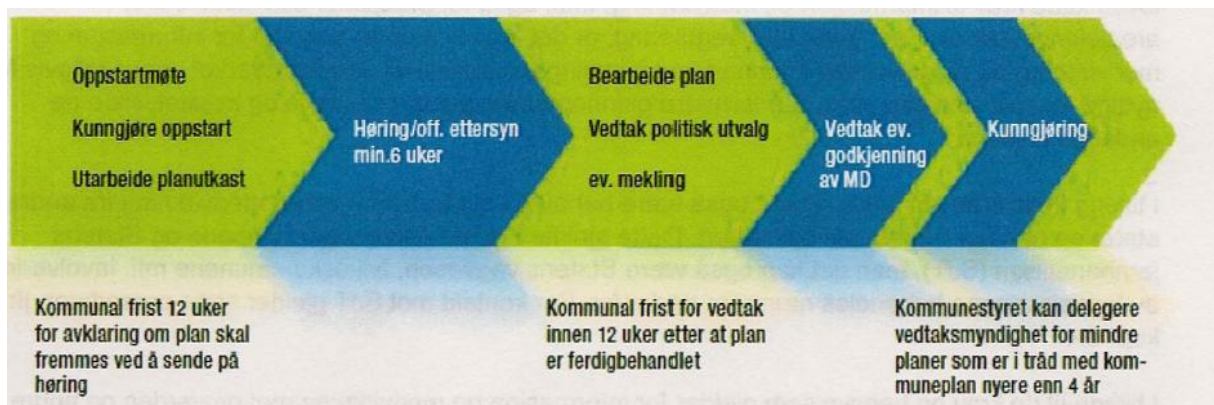 Oppstartmøte
Kunngjøre oppstart
Utarbeide planutkast
Høring/off. ettersyn
min.6 uker
Bearbeide plan
Vedtak politisk utvalg
ev. mekling
Vedtak ev.
godkjenning
av MD
Kunngjøring
Kommunal frist 12 uker
for avklaring om plan skal
fremmes ved å sende på
høring
Kommunal frist for vedtak
innen 12 uker etter at plan
er ferdigbehandlet
Kommunestyret kan delegere
vedtaksmyndighet for mindre
planer som er i tråd med kom-
muneplan nyere enn 4 år